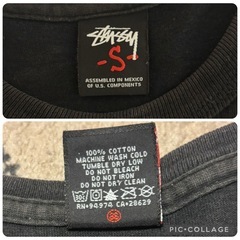 Stüssy
-S-
ASSEMBLED IN MEXICO
OF U.S. COMPONENTS
100% COTTON
MACHINE WASH COLD
TUMBLE DRY LOW
DO NOT BLEACH
DO NOT IRON
DO NOT DRY CLEAN
RN•94974 CA•28629
PIC•COLLAGE